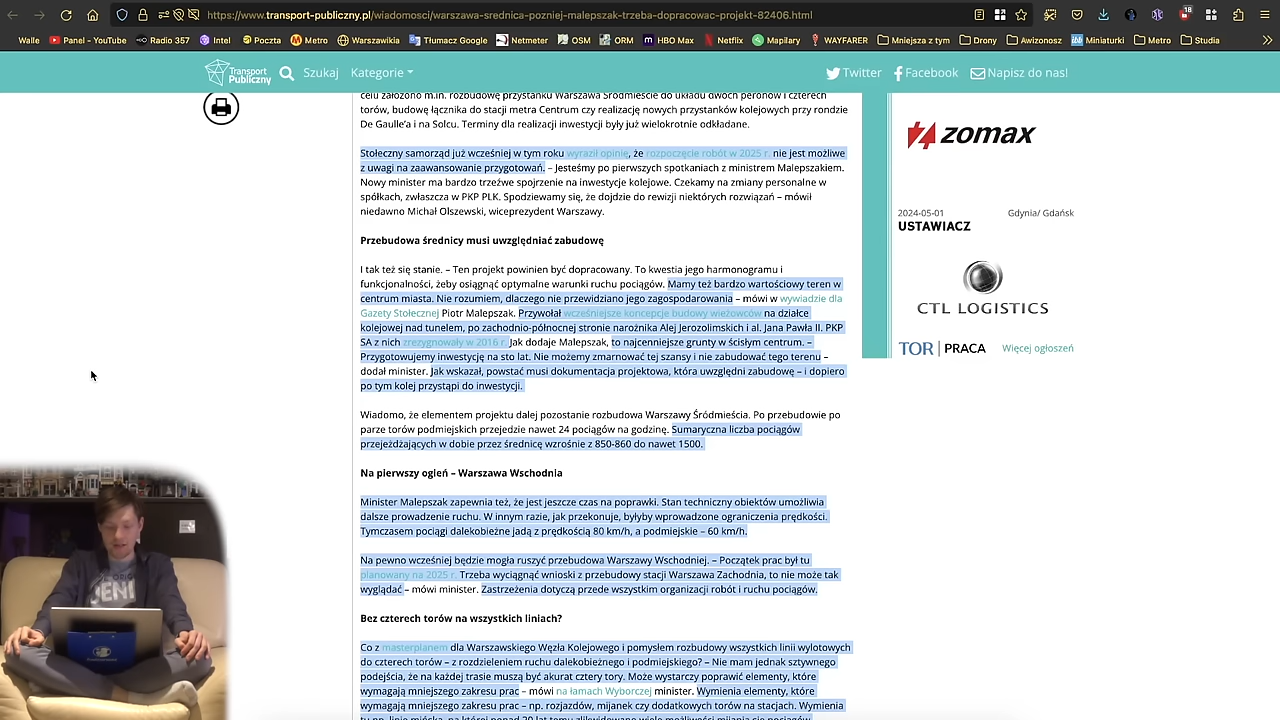 https://www.transport-publiczny.pl/wiadomosci/warszawa-srednica-pozniej-malepszak-trzeba-dopracowac-projekt-82406.html
18
Walle
Panel - YouTube
Radio 357
Intel
Poczta
Metro
Warszawikia
Tłumacz Google
Netmeter
OSM
ORM
HBO Max
Netflix
Mapilary
WAYFARER
Mniejsza z tym
Drony
Awizonosz
Miniaturki
Metro
Studia
Transport Publiczny
Szukaj
Kategorie
Twitter
Facebook
Napisz do nas!
celu założono m.in. rozbudowę przystanku Warszawa Śródmieście do układu dwóch peronów i czterech
torów, budowę łącznika do stacji metra Centrum czy realizację nowych przystanków kolejowych przy rondzie
De Gaulle'a i na Solcu. Terminy dla realizacji inwestycji były już wielokrotnie odkładane.
Stołeczny samorząd już wcześniej w tym roku wyraził opinię, że rozpoczęcie robót w 2025 r. nie jest możliwe
z uwagi na zaawansowanie przygotowań. – Jesteśmy po pierwszych spotkaniach z ministrem Malepszakiem.
Nowy minister ma bardzo trzeźwe spojrzenie na inwestycje kolejowe. Czekamy na zmiany personalne w
spółkach, zwłaszcza w PKP PLK. Spodziewamy się, że dojdzie do rewizji niektórych rozwiązań – mówił
niedawno Michał Olszewski, wiceprezydent Warszawy.
Przebudowa średnicy musi uwzględniać zabudowę
I tak też się stanie. – Ten projekt powinien być dopracowany. To kwestia jego harmonogramu i
funkcjonalności, żeby osiągnąć optymalne warunki ruchu pociągów. Mamy też bardzo wartościowy teren w
centrum miasta. Nie rozumiem, dlaczego nie przewidziano jego zagospodarowania – mówi w wywiadzie dla
Gazety Stołecznej Piotr Malepszak. Przywołał wcześniejsze koncepcje budowy wieżowców na działce
kolejowej nad tunelem, po zachodnio-północnej stronie narożnika Alej Jerozolimskich i al. Jana Pawła II. PKP
SA z nich zrezygnowały w 2016 r. Jak dodaje Malepszak, to najcenniejsze grunty w ścisłym centrum. –
Przygotowujemy inwestycję na sto lat. Nie możemy zmarnować tej szansy i nie zabudować tego terenu –
dodał minister. Jak wskazał, powstać musi dokumentacja projektowa, która uwzględni zabudowę – i dopiero
po tym kolej przystąpi do inwestycji.
Wiadomo, że elementem projektu dalej pozostanie rozbudowa Warszawy Śródmieścia. Po przebudowie po
parze torów podmiejskich przejedzie nawet 24 pociągów na godzinę. Sumaryczna liczba pociągów
przejeżdżających w dobie przez średnicę wzrośnie z 850-860 do nawet 1500.
Na pierwszy ogień – Warszawa Wschodnia
Minister Malepszak zapewnia też, że jest jeszcze czas na poprawki. Stan techniczny obiektów umożliwia
dalsze prowadzenie ruchu. W innym razie, jak przekonuje, byłyby wprowadzone ograniczenia prędkości.
Tymczasem pociągi dalekobieżne jadą z prędkością 80 km/h, a podmiejskie – 60 km/h.
Na pewno wcześniej będzie mogła ruszyć przebudowa Warszawy Wschodniej. – Początek prac był tu
planowany na 2025 r. Trzeba wyciągnąć wnioski z przebudowy stacji Warszawa Zachodnia, to nie może tak
wyglądać – mówi minister. Zastrzeżenia dotyczą przede wszystkim organizacji robót i ruchu pociągów.
Bez czterech torów na wszystkich liniach?
Co z masterplanem dla Warszawskiego Węzła Kolejowego i pomysłem rozbudowy wszystkich linii wylotowych
do czterech torów – z rozdzieleniem ruchu dalekobieżnego i podmiejskiego? – Nie mam jednak sztywnego
podejścia, że na każdej trasie muszą być akurat cztery tory. Może wystarczy poprawić elementy, które
wymagają mniejszego zakresu prac – mówi na łamach Wyborczej minister. Wymienia elementy, które
wymagają mniejszego zakresu prac – np. rozjazdów, mijanek czy dodatkowych torów na stacjach. Wymienia
zomax
2024-05-01
Gdynia/ Gdańsk
USTAWIACZ
CTL LOGISTICS
TOR | PRACA
Więcej ogłoszeń